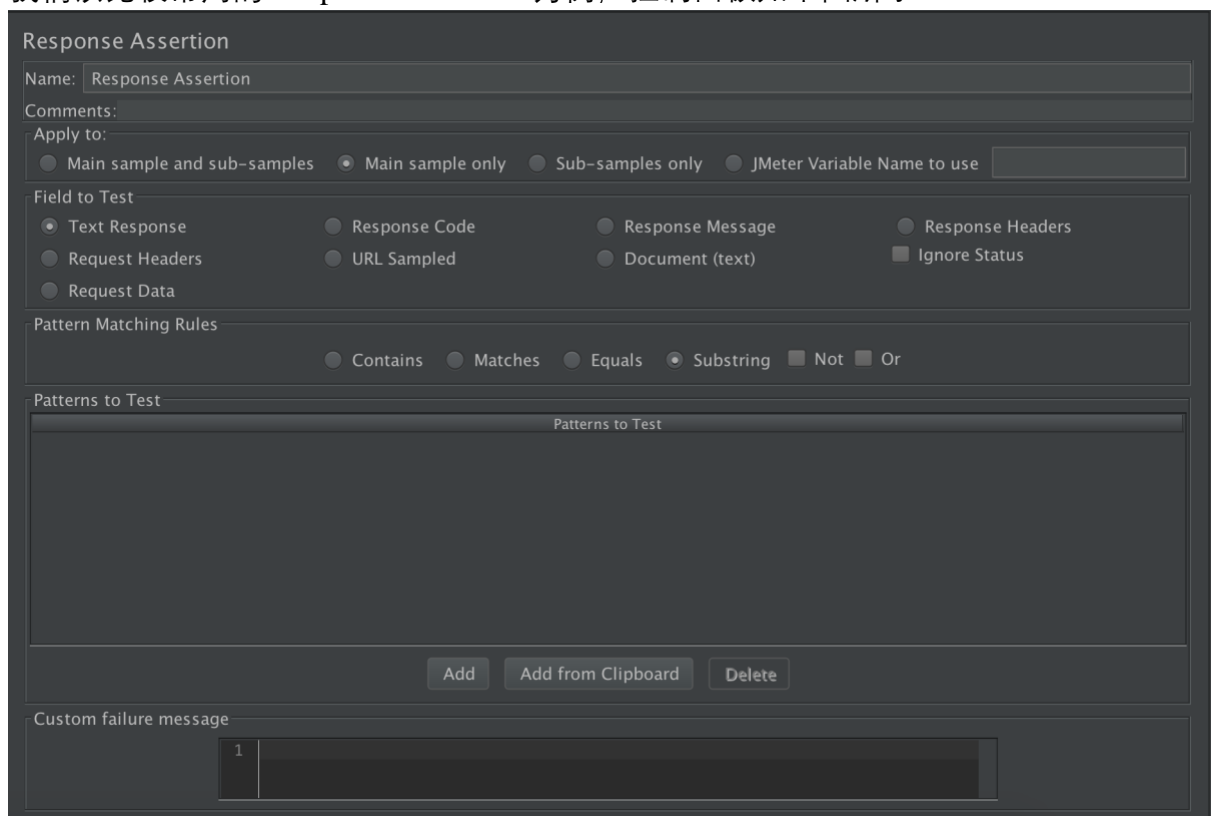 Response Assertion
Name: Response Assertion
Comments:
Apply to:
Main sample and sub-samples Main sample only Sub-samples only JMeter Variable Name to use
Field to Test
Text Response Response Code Response Message Response Headers
Request Headers URL Sampled Document (text) Ignore Status
Request Data
Pattern Matching Rules
Contains Matches Equals Substring Not Or
Patterns to Test
Patterns to Test
Add Add from Clipboard Delete
Custom failure message
1